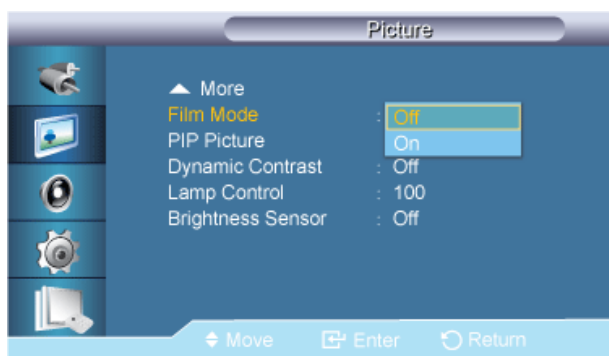 Picture
More
Film Mode : Off
PIP Picture On
Dynamic Contrast : Off
Lamp Control : 100
Brightness Sensor : Off
Move Enter Return